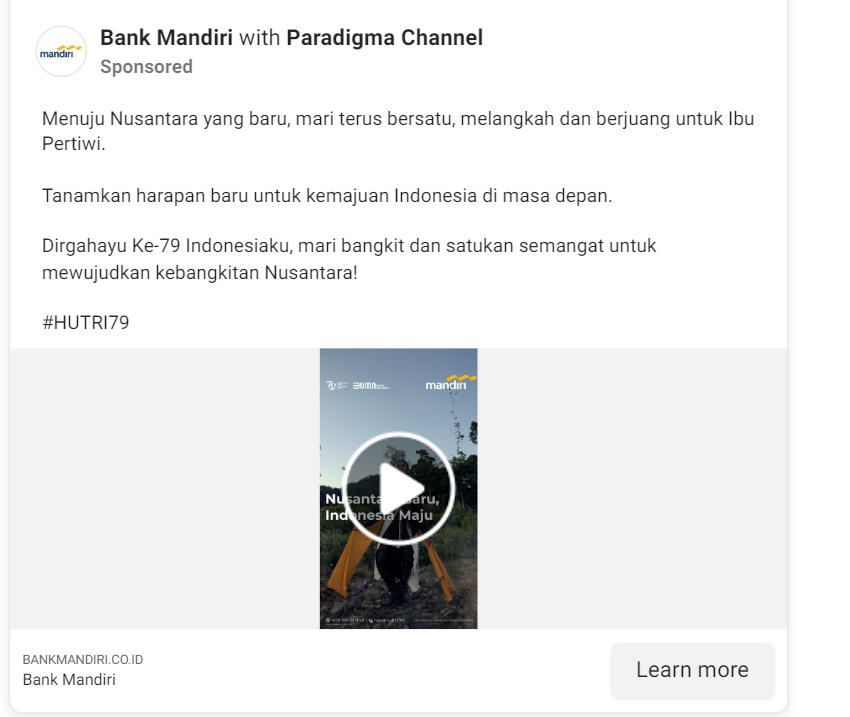 mandiri
Bank Mandiri with Paradigma Channel
Sponsored
Menuju Nusantara yang baru, mari terus bersatu, melangkah dan berjuang untuk Ibu
Pertiwi.
Tanamkan harapan baru untuk kemajuan Indonesia di masa depan.
Dirgahayu Ke-79 Indonesiaku, mari bangkit dan satukan semangat untuk
mewujudkan kebangkitan Nusantara!
#HUTRI79
BUMN
mandiri
Nusantara Baru,
Indonesia Maju
BANKMANDIRI.CO.ID
Bank Mandiri
Learn more